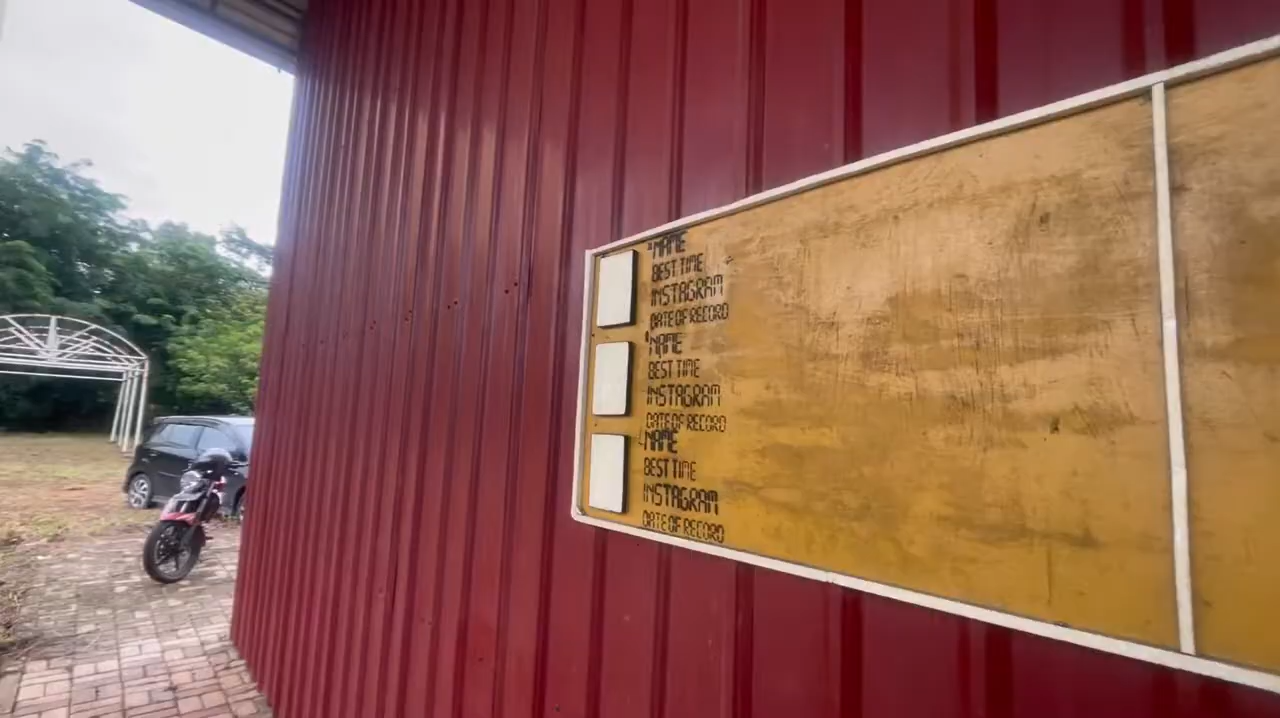 NAME
BEST TIME
INSTAGRAM
DATE OF RECORD
NAME
BEST TIME
INSTAGRAM
DATE OF RECORD
NAME
BEST TIME
INSTAGRAM
DATE OF RECORD